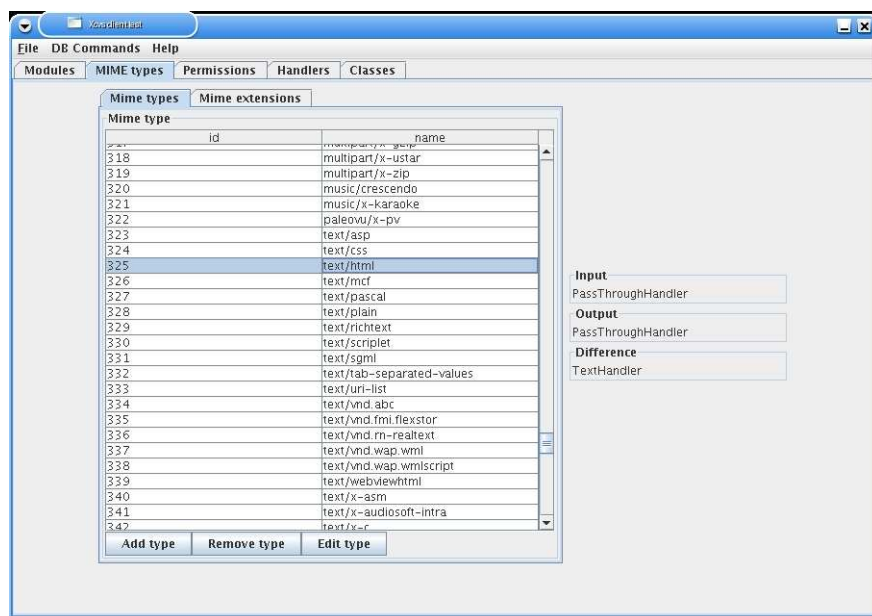 Xcvsclient.test
File DB Commands Help
Modules MIME types Permissions Handlers Classes
Mime types Mime extensions
Mime type
id name
317 multipart/x-gzip
318 multipart/x-ustar
319 multipart/x-zip
320 music/crescendo
321 music/x-karaoke
322 paleovu/x-pv
323 text/asp
324 text/css
325 text/html
326 text/mcf
327 text/pascal
328 text/plain
329 text/richtext
330 text/scriplet
331 text/sgml
332 text/tab-separated-values
333 text/uri-list
334 text/vnd.abc
335 text/vnd.fmi.flexstor
336 text/vnd.rn-realtext
337 text/vnd.wap.wml
338 text/vnd.wap.wmlscript
339 text/webviewhtml
340 text/x-asm
341 text/x-audiosoft-intra
342 text/x-c
Add type Remove type Edit type
Input
PassThroughHandler
Output
PassThroughHandler
Difference
TextHandler